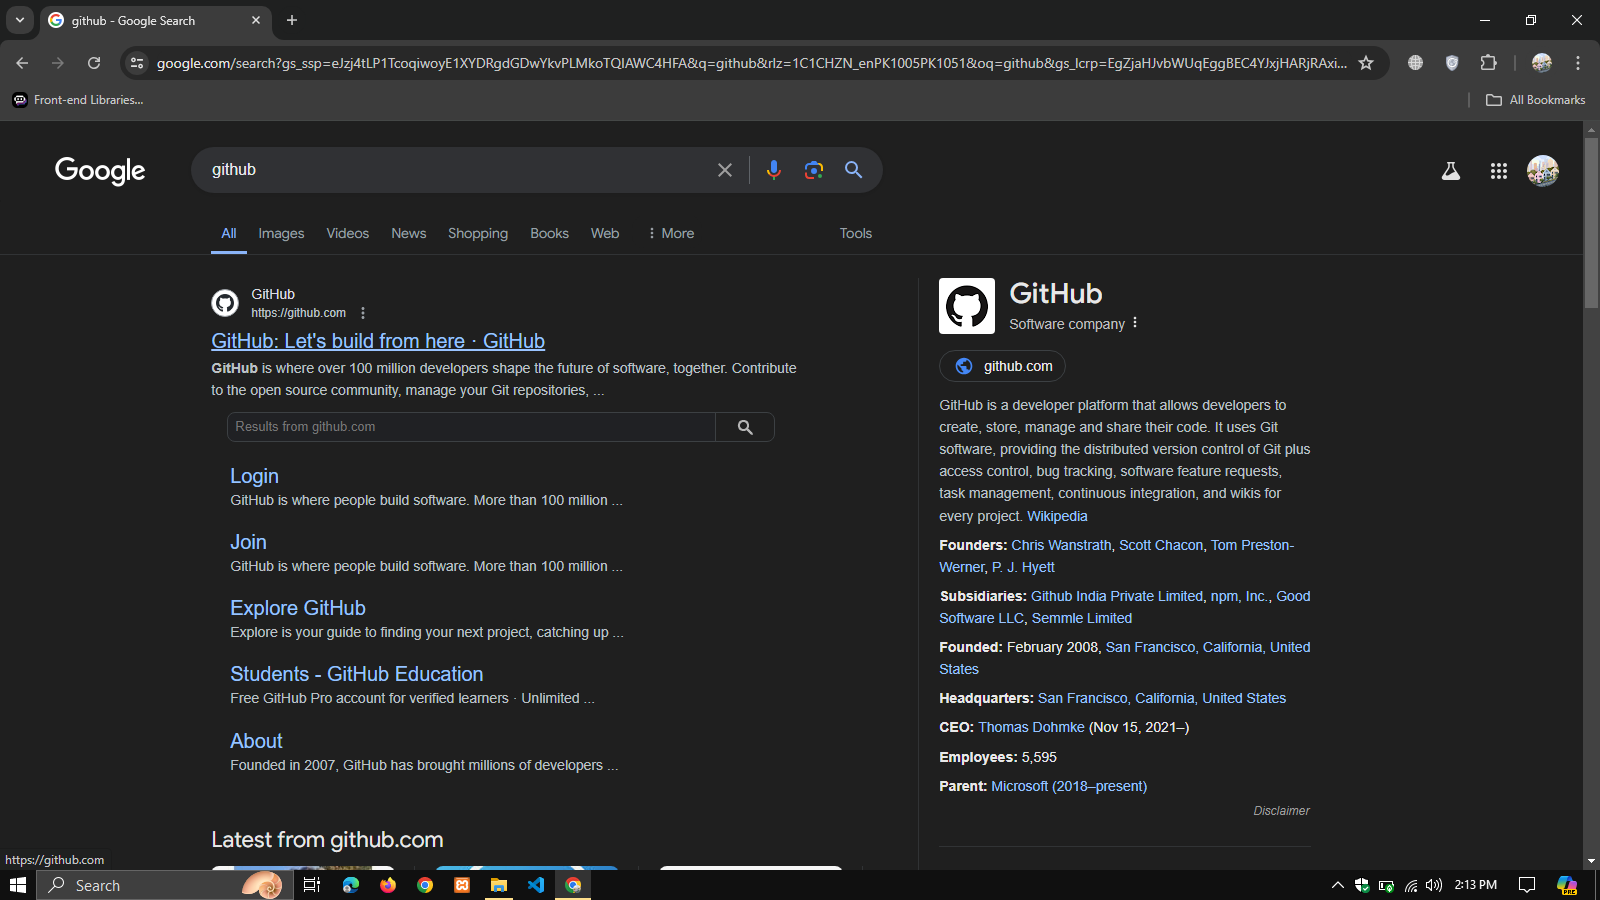 github - Google Search
google.com/search?gs_ssp=eJzj4tLP1TcoqiwoyE1XYDRgdGDwYkvPLMkoTQIAWC4HFA&q=github&rlz=1C1CHZN_enPK1005PK1051&oq=github&gs_lcrp=EgZjaHJvbWUqEggBEC4YJxjHARjRAxi...
Front-end Libraries...
All Bookmarks
Google
github
All Images Videos News Shopping Books Web More Tools
GitHub
https://github.com
GitHub: Let's build from here · GitHub
GitHub is where over 100 million developers shape the future of software, together. Contribute
to the open source community, manage your Git repositories, ...
Results from github.com
Login
GitHub is where people build software. More than 100 million ...
Join
GitHub is where people build software. More than 100 million ...
Explore GitHub
Explore is your guide to finding your next project, catching up ...
Students - GitHub Education
Free GitHub Pro account for verified learners · Unlimited ...
About
Founded in 2007, GitHub has brought millions of developers ...
Latest from github.com
GitHub
Software company
github.com
GitHub is a developer platform that allows developers to
create, store, manage and share their code. It uses Git
software, providing the distributed version control of Git plus
access control, bug tracking, software feature requests,
task management, continuous integration, and wikis for
every project. Wikipedia
Founders: Chris Wanstrath, Scott Chacon, Tom Preston-
Werner, P. J. Hyett
Subsidiaries: Github India Private Limited, npm, Inc., Good
Software LLC, Semmle Limited
Founded: February 2008, San Francisco, California, United
States
Headquarters: San Francisco, California, United States
CEO: Thomas Dohmke (Nov 15, 2021–)
Employees: 5,595
Parent: Microsoft (2018–present)
Disclaimer
https://github.com
Search
2:13 PM
PRE